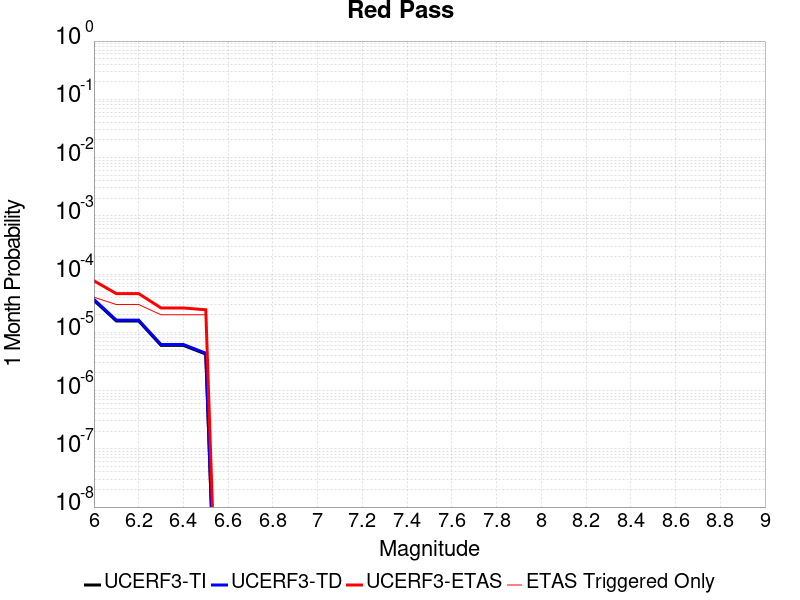 Red Pass
10^0
10^-1
10^-2
10^-3
10^-4
10^-5
10^-6
10^-7
10^-8
1 Month Probability
6 6.2 6.4 6.6 6.8 7 7.2 7.4 7.6 7.8 8 8.2 8.4 8.6 8.8 9
Magnitude
UCERF3-TI UCERF3-TD UCERF3-ETAS ETAS Triggered Only